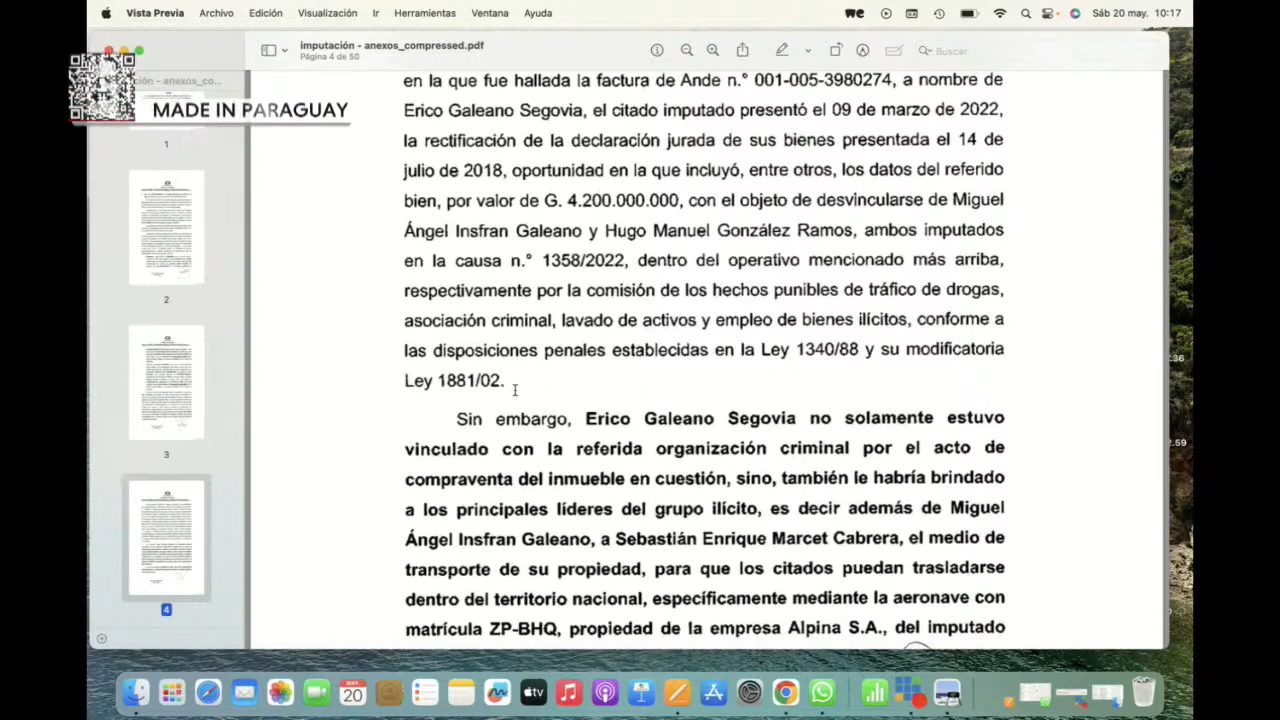 Vista Previa Archivo Edición Visualización Ir Herramientas Ventana Ayuda Sáb 20 may. 10:17
imputación - anexos_compressed.pdf
Página 4 de 50
Buscar
ción - anexos_co...
MADE IN PARAGUAY
1
2
3
4
en la que fue hallada la factura de Ande n.° 001-005-3980274, a nombre de
Erico Galeano Segovia, el citado imputado presentó el 09 de marzo de 2022,
la rectificación de la declaración jurada de sus bienes presentada el 14 de
julio de 2018, oportunidad en la que incluyó, entre otros, los datos del referido
bien, por valor de G. 4.200.000.000, con el objeto de desvincularse de Miguel
Ángel Insfran Galeano y Hugo Manuel González Ramos, ambos imputados
en la causa n.° 1358/2022, dentro del operativo mencionado más arriba,
respectivamente por la comisión de los hechos punibles de tráfico de drogas,
asociación criminal, lavado de activos y empleo de bienes ilícitos, conforme a
las disposiciones penales establecidas en la Ley 1340/88 y su modificatoria
Ley 1881/02.
Sin embargo, Erico Galeano Segovia no solamente estuvo
vinculado con la referida organización criminal por el acto de
compraventa del inmueble en cuestión, sino, también le habría brindado
a los principales líderes del grupo ilícito, es decir además de Miguel
Ángel Insfran Galeano, a Sebastián Enrique Marcet Cabrera, el medio de
transporte de su propiedad, para que los citados puedan trasladarse
dentro del territorio nacional, específicamente mediante la aeronave con
matrícula ZP-BHQ, propiedad de la empresa Alpina S.A., del imputado
.36
.59
MAY
20
tv